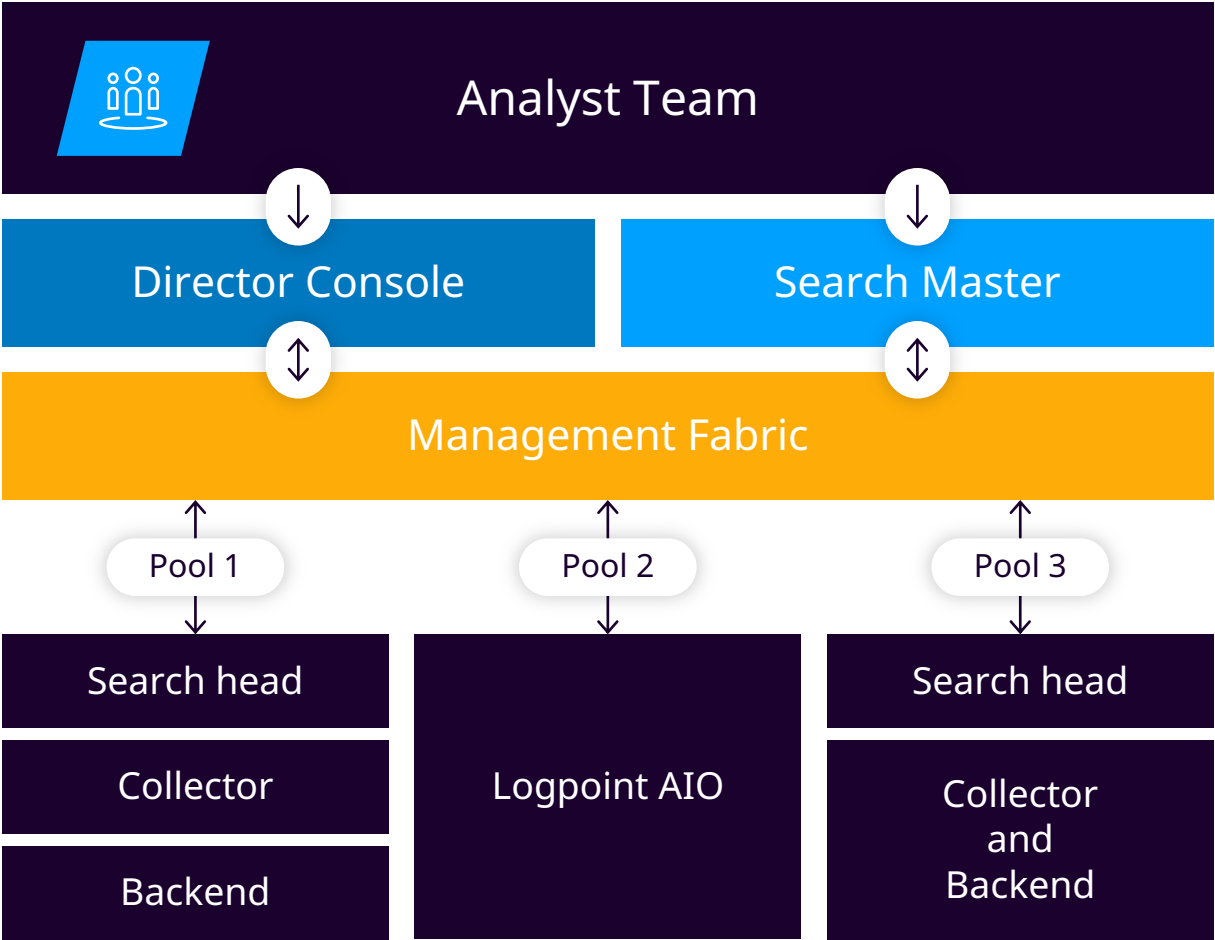 Analyst Team
Director Console
Search Master
Management Fabric
Pool 1
Pool 2
Pool 3
Search head
Collector
Backend
Logpoint AIO
Search head
Collector
and
Backend